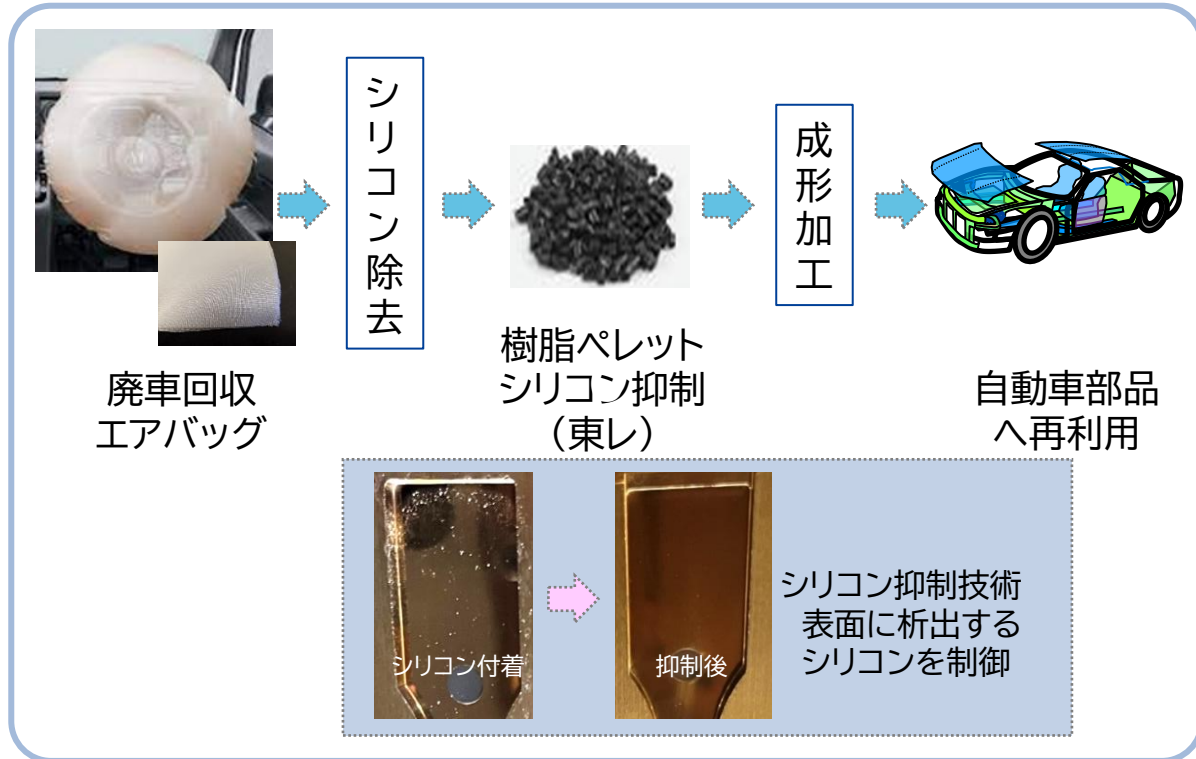 廃車回収
エアバッグ
シリコン除去
樹脂ペレット
シリコン抑制
（東レ）
成形加工
自動車部品
へ再利用
シリコン付着
抑制後
シリコン抑制技術
表面に析出する
シリコンを制御